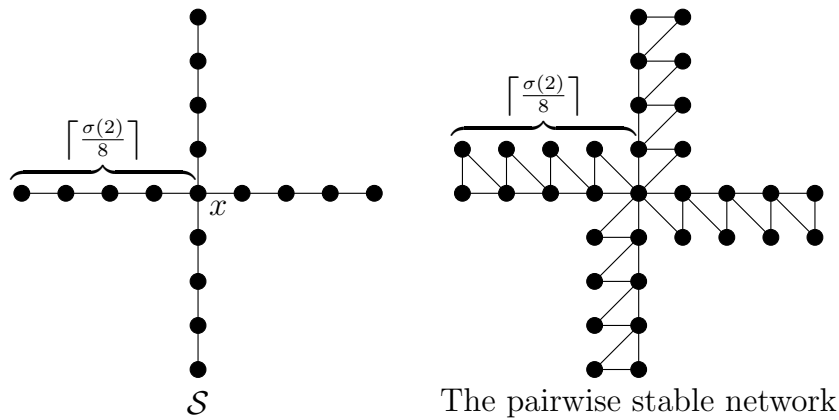 ⌈σ(2)/8⌉
⌈σ(2)/8⌉
x
𝒮
The pairwise stable network